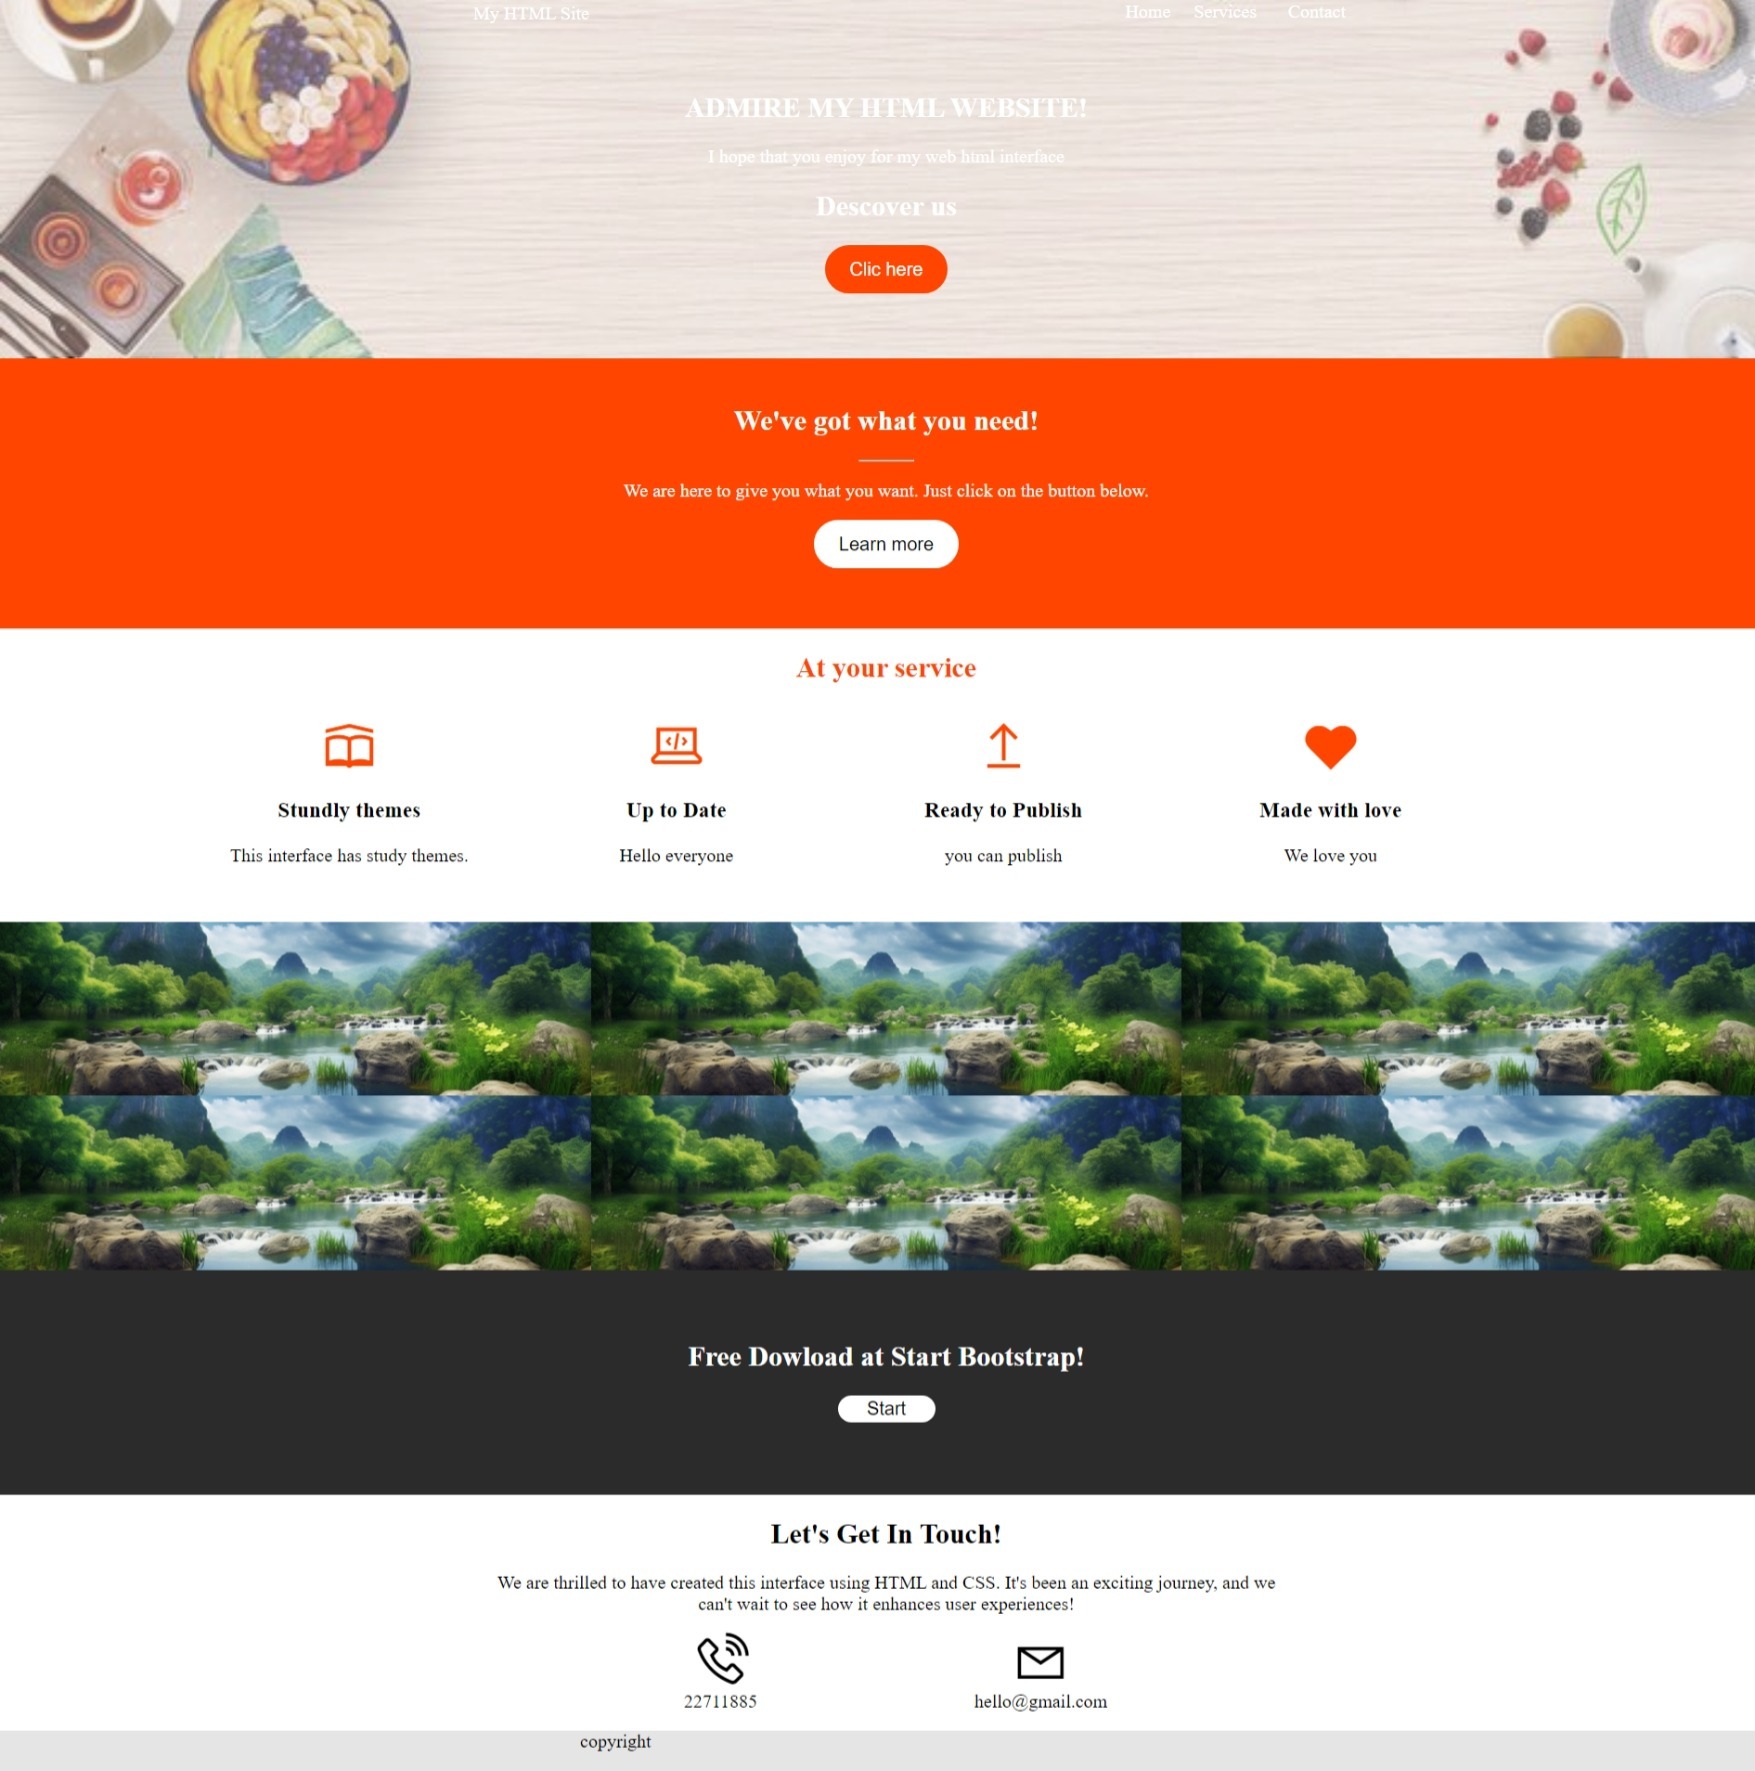 My HTML Site
Home Services Contact
ADMIRE MY HTML WEBSITE!
I hope that you enjoy for my web html interface
Descover us
Clic here
We've got what you need!
We are here to give you what you want. Just click on the button below.
Learn more
At your service
Stundly themes
This interface has study themes.
Up to Date
Hello everyone
Ready to Publish
you can publish
Made with love
We love you
Free Dowload at Start Bootstrap!
Start
Let's Get In Touch!
We are thrilled to have created this interface using HTML and CSS. It's been an exciting journey, and we
can't wait to see how it enhances user experiences!
22711885
hello@gmail.com
copyright